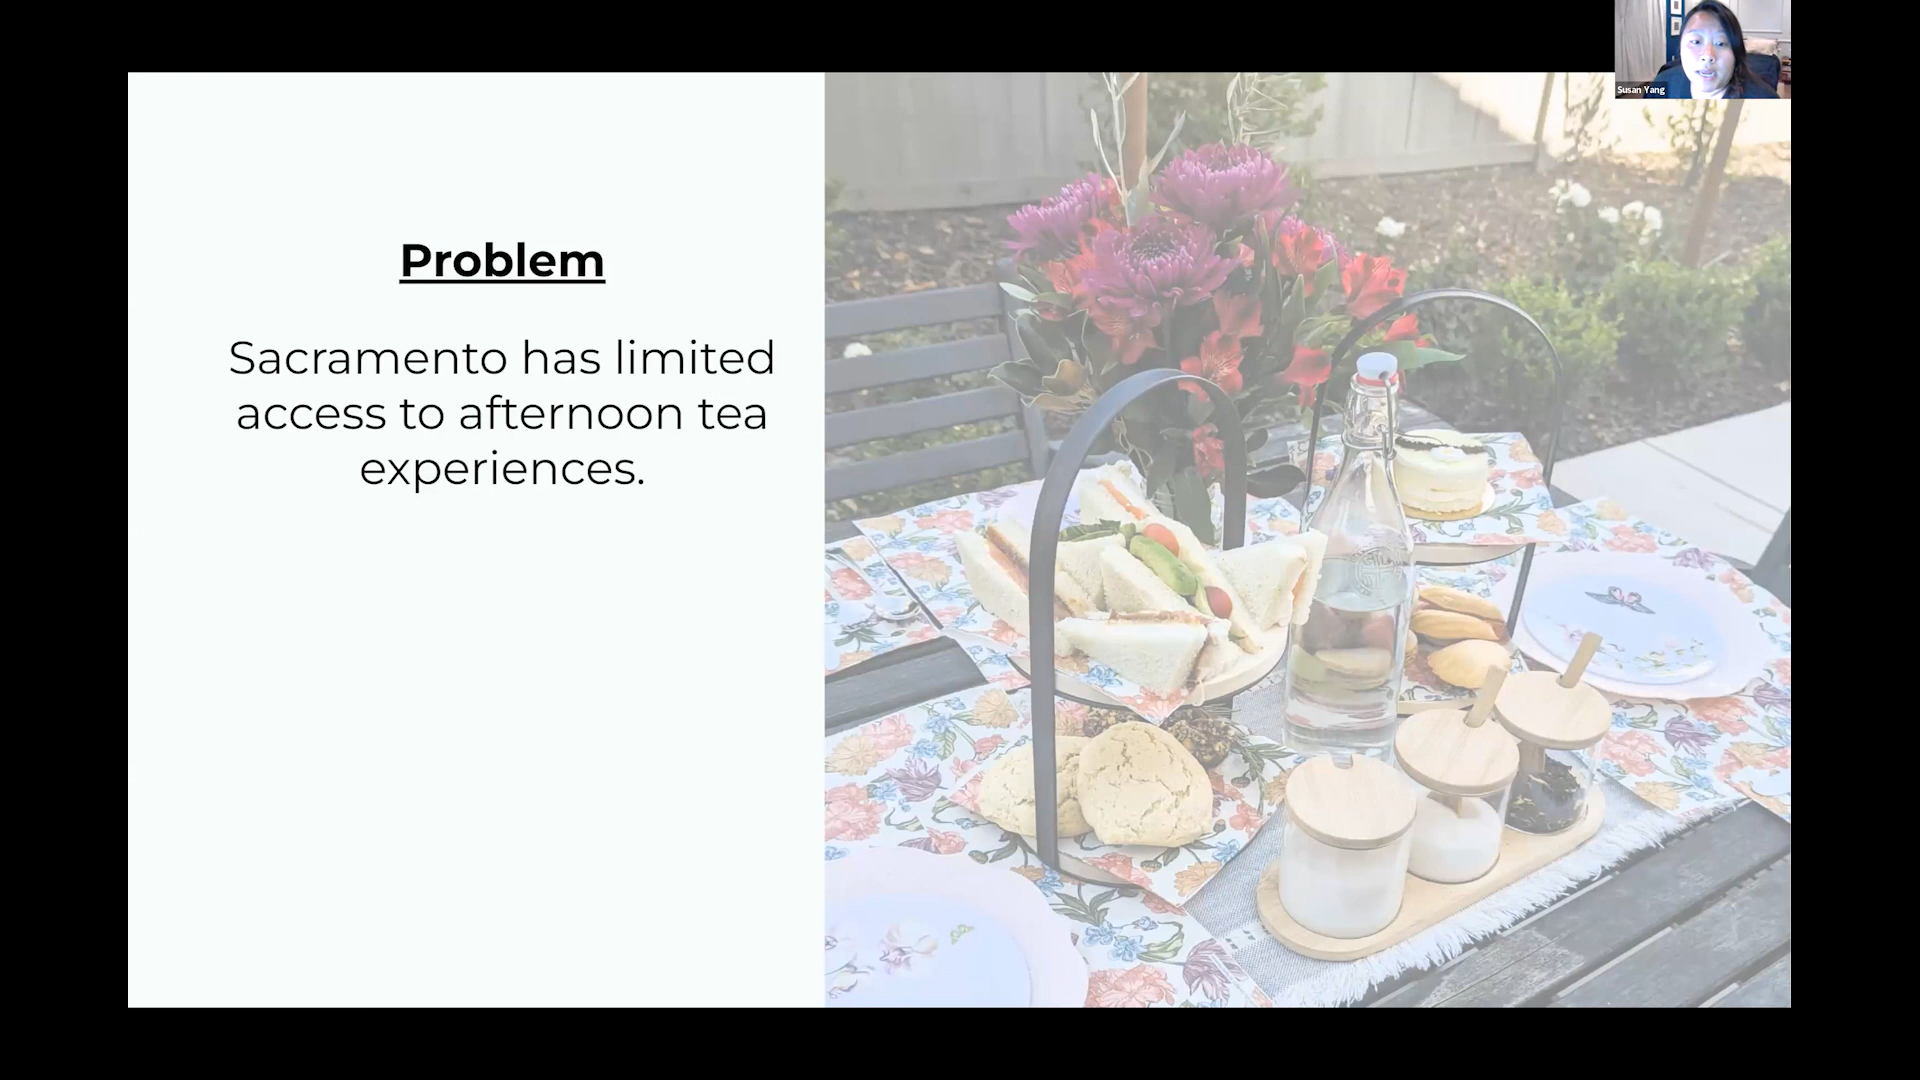 Susan Yang
Problem
Sacramento has limited
access to afternoon tea
experiences.